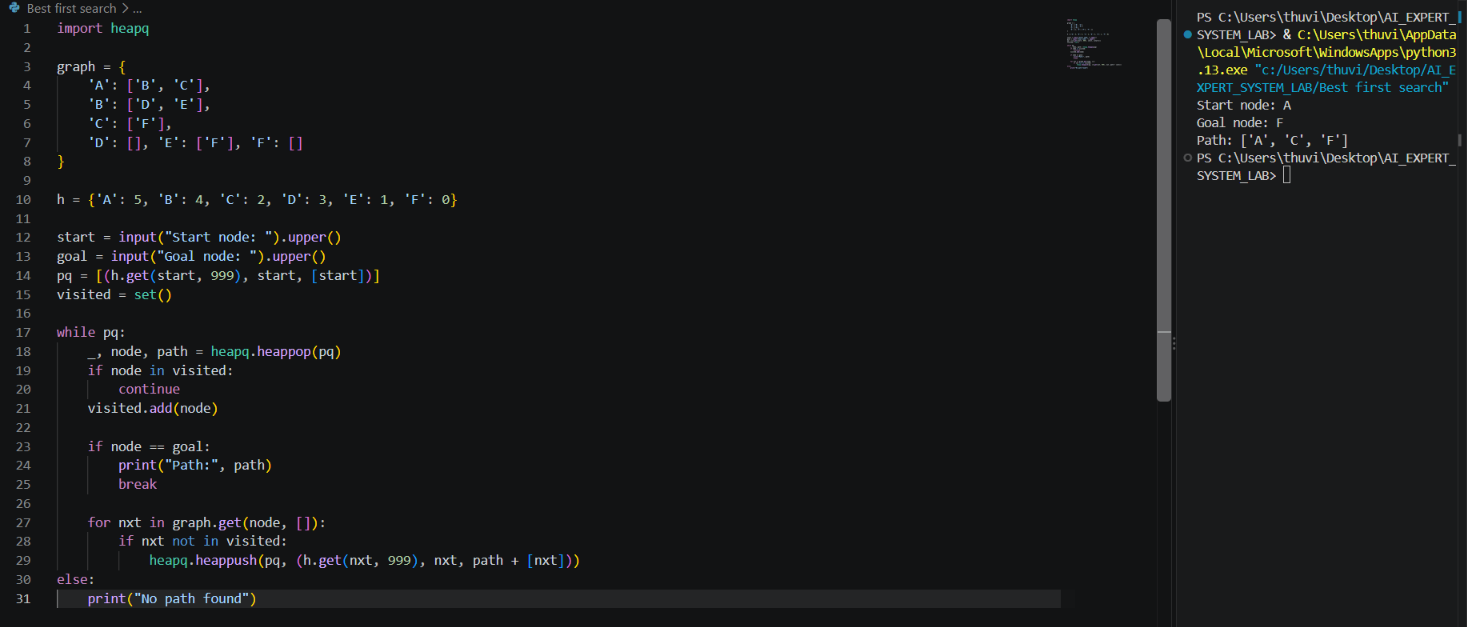 Best first search > ...
1 import heapq
2
3 graph = {
4     'A': ['B', 'C'],
5     'B': ['D', 'E'],
6     'C': ['F'],
7     'D': [], 'E': ['F'], 'F': []
8 }
9
10 h = {'A': 5, 'B': 4, 'C': 2, 'D': 3, 'E': 1, 'F': 0}
11
12 start = input("Start node: ").upper()
13 goal = input("Goal node: ").upper()
14 pq = [(h.get(start, 999), start, [start])]
15 visited = set()
16
17 while pq:
18     _, node, path = heapq.heappop(pq)
19     if node in visited:
20         continue
21     visited.add(node)
22
23     if node == goal:
24         print("Path:", path)
25         break
26
27     for nxt in graph.get(node, []):
28         if nxt not in visited:
29             heapq.heappush(pq, (h.get(nxt, 999), nxt, path + [nxt]))
30 else:
31     print("No path found")
PS C:\Users\thuvi\Desktop\AI_EXPERT_
SYSTEM_LAB> & C:\Users\thuvi\AppData
\Local\Microsoft\WindowsApps\python3
.13.exe "c:/Users/thuvi/Desktop/AI_E
XPERT_SYSTEM_LAB/Best first search"
Start node: A
Goal node: F
Path: ['A', 'C', 'F']
PS C:\Users\thuvi\Desktop\AI_EXPERT_
SYSTEM_LAB>